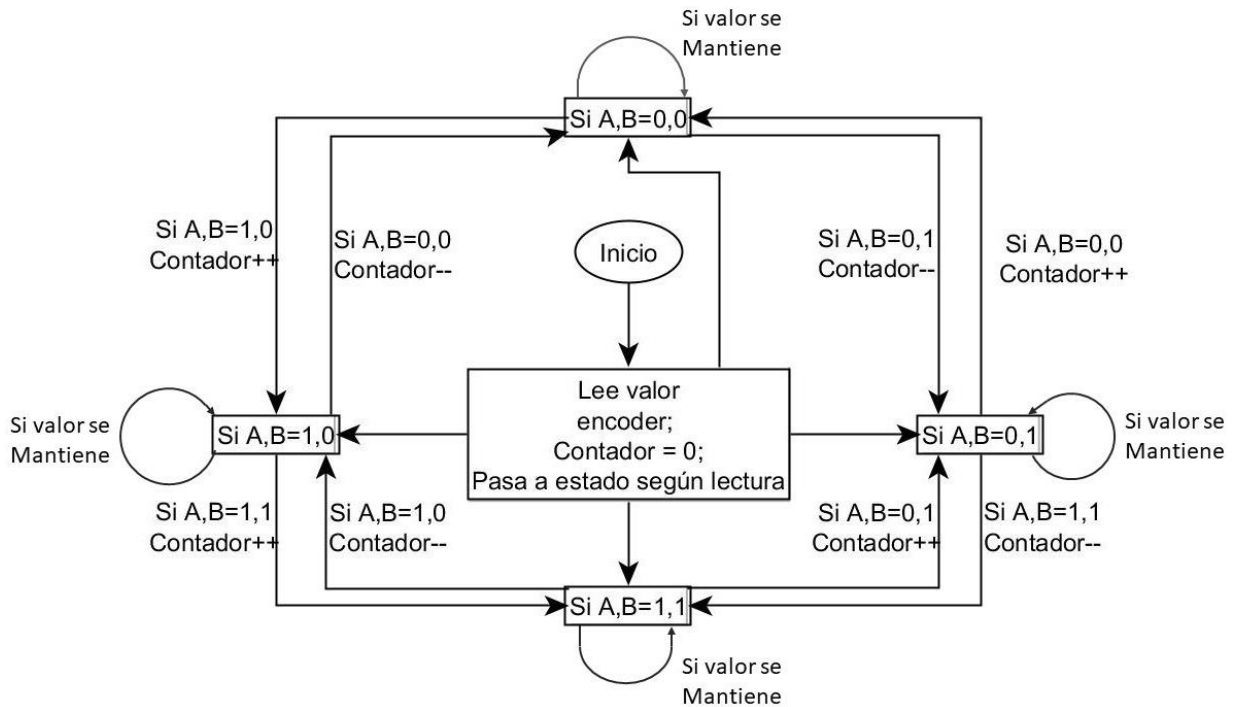 Si valor se
Mantiene
Si A,B=0,0
Si A,B=1,0
Contador++
Si A,B=0,0
Contador--
Inicio
Si A,B=0,1
Contador--
Si A,B=0,0
Contador++
Si valor se
Mantiene
Si A,B=1,0
Lee valor
encoder;
Contador = 0;
Pasa a estado según lectura
Si A,B=0,1
Si valor se
Mantiene
Si A,B=1,1
Contador++
Si A,B=1,0
Contador--
Si A,B=0,1
Contador++
Si A,B=1,1
Contador--
Si A,B=1,1
Si valor se
Mantiene